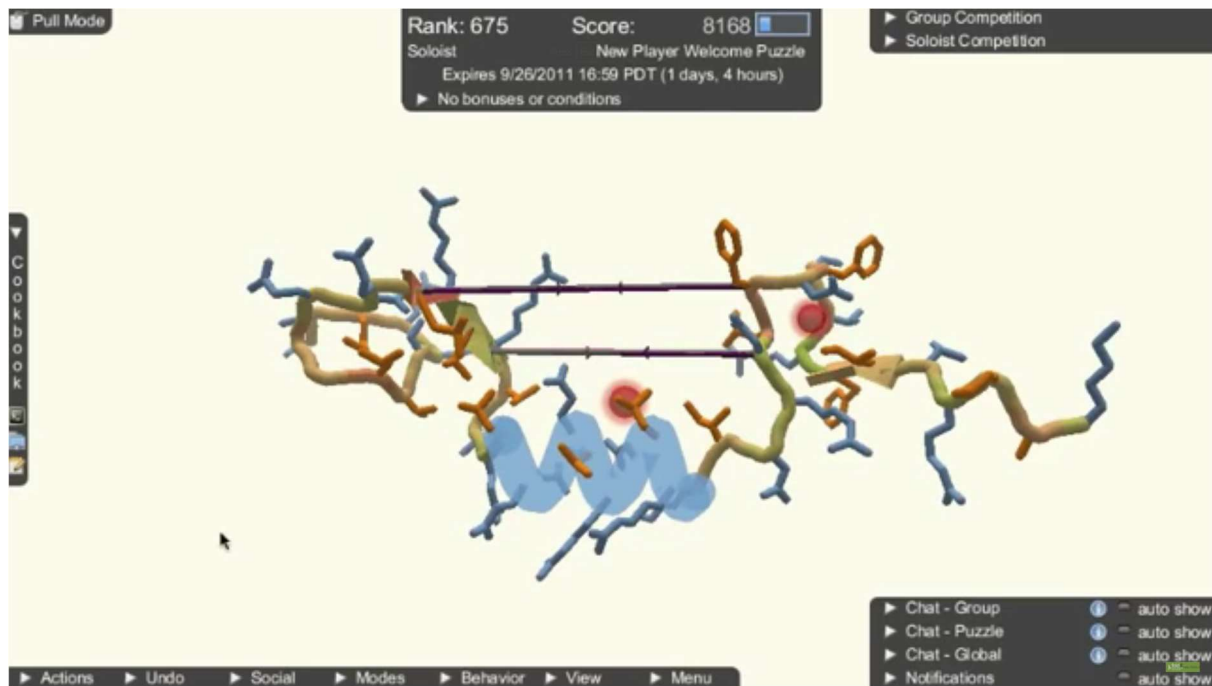 Pull Mode
Rank: 675 Score: 8168
Soloist New Player Welcome Puzzle
Expires 9/26/2011 16:59 PDT (1 days, 4 hours)
▶ No bonuses or conditions
▶ Group Competition
▶ Soloist Competition
▼
C
o
o
k
b
o
o
k
▶ Chat - Group auto show
▶ Chat - Puzzle auto show
▶ Chat - Global auto show
▶ Notifications auto show
▶ Actions ▶ Undo ▶ Social ▶ Modes ▶ Behavior ▶ View ▶ Menu